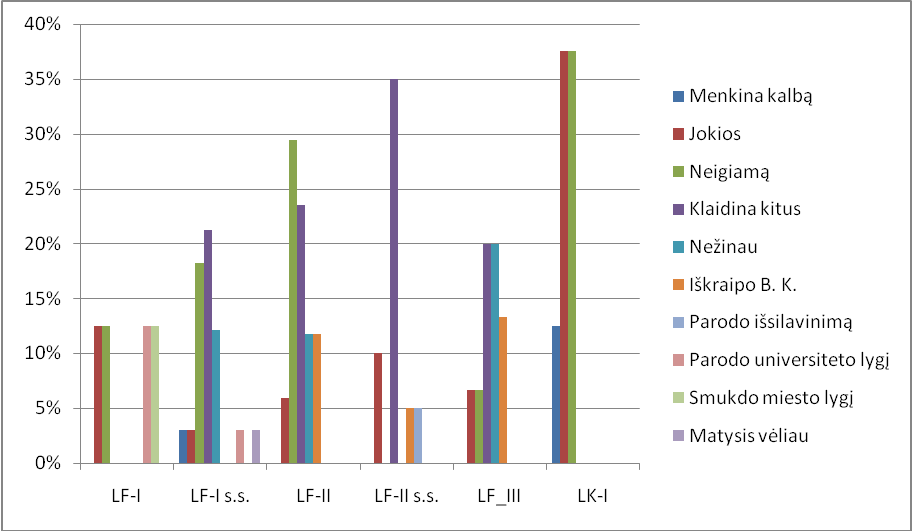 40%
35%
30%
25%
20%
15%
10%
5%
0%
LF-I LF-I s.s. LF-II LF-II s.s. LF_III LK-I
Menkina kalbą
Jokios
Neigiamą
Klaidina kitus
Nežinau
Iškraipo B. K.
Parodo išsilavinimą
Parodo universiteto lygį
Smukdo miesto lygį
Matysis vėliau